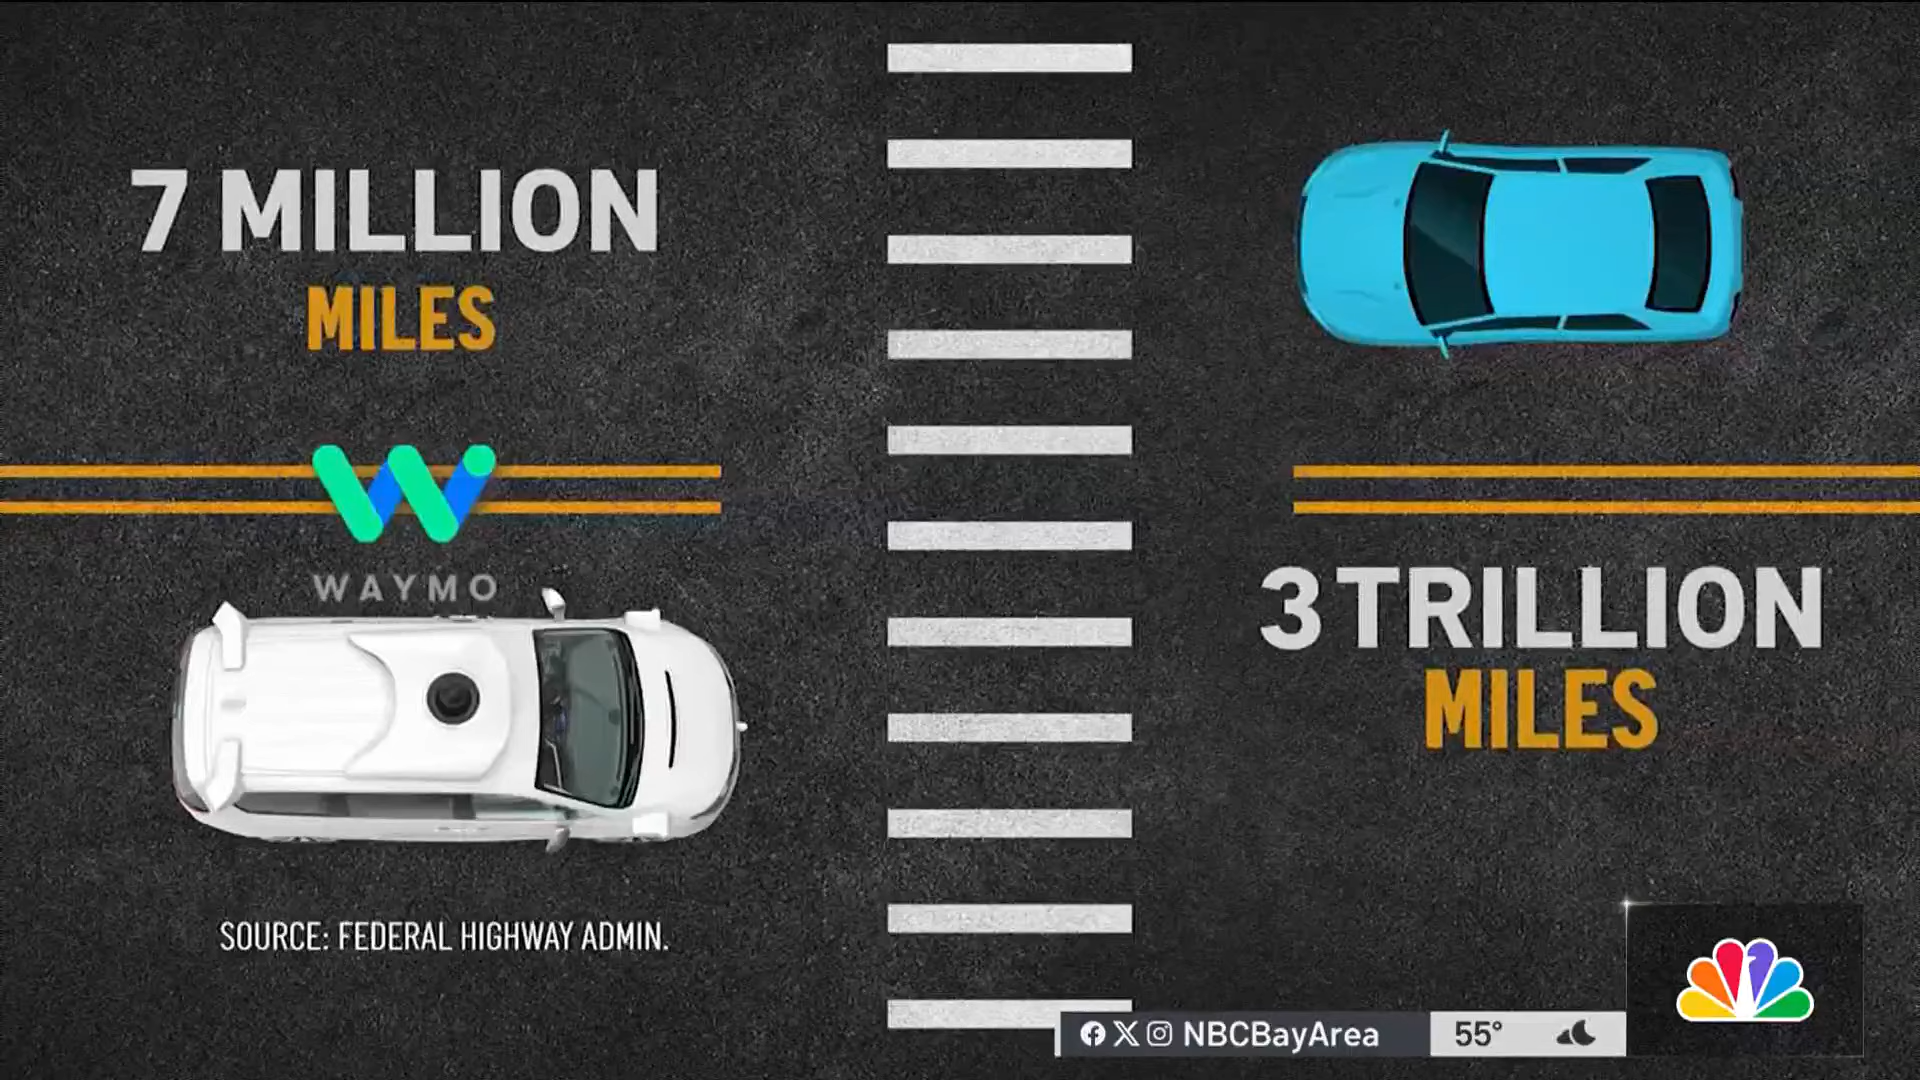 7 MILLION
MILES
WAYMO
3 TRILLION
MILES
SOURCE: FEDERAL HIGHWAY ADMIN.
NBCBayArea
55°